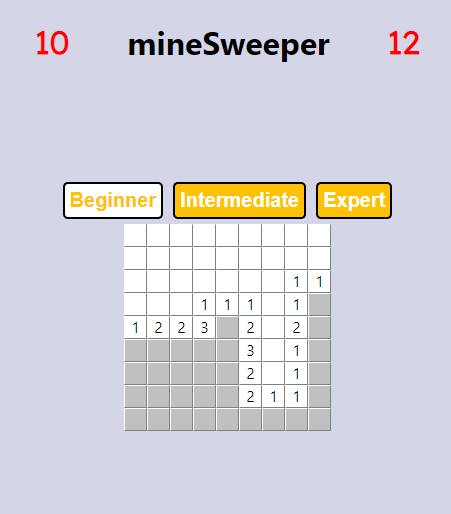 10 mineSweeper 12
Beginner Intermediate Expert
1 1
1 1 1 1
1 2 2 3 2 2
3 1
2 1
2 1 1